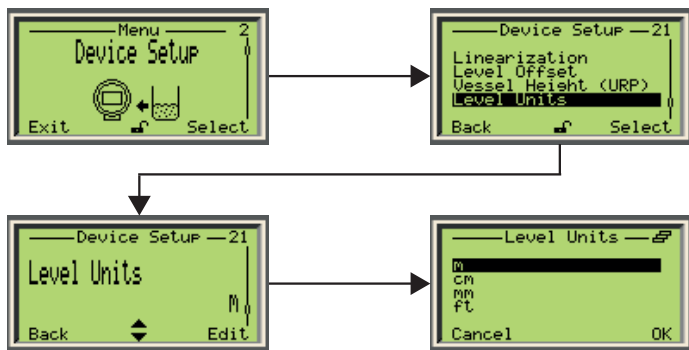 Menu 2
Device Setup
Exit Select
Device Setup 21
Linearization
Level Offset
Vessel Height (URP)
Level Units
Back Select
Device Setup 21
Level Units
M
Back Edit
Level Units
m
cm
mm
ft
Cancel OK